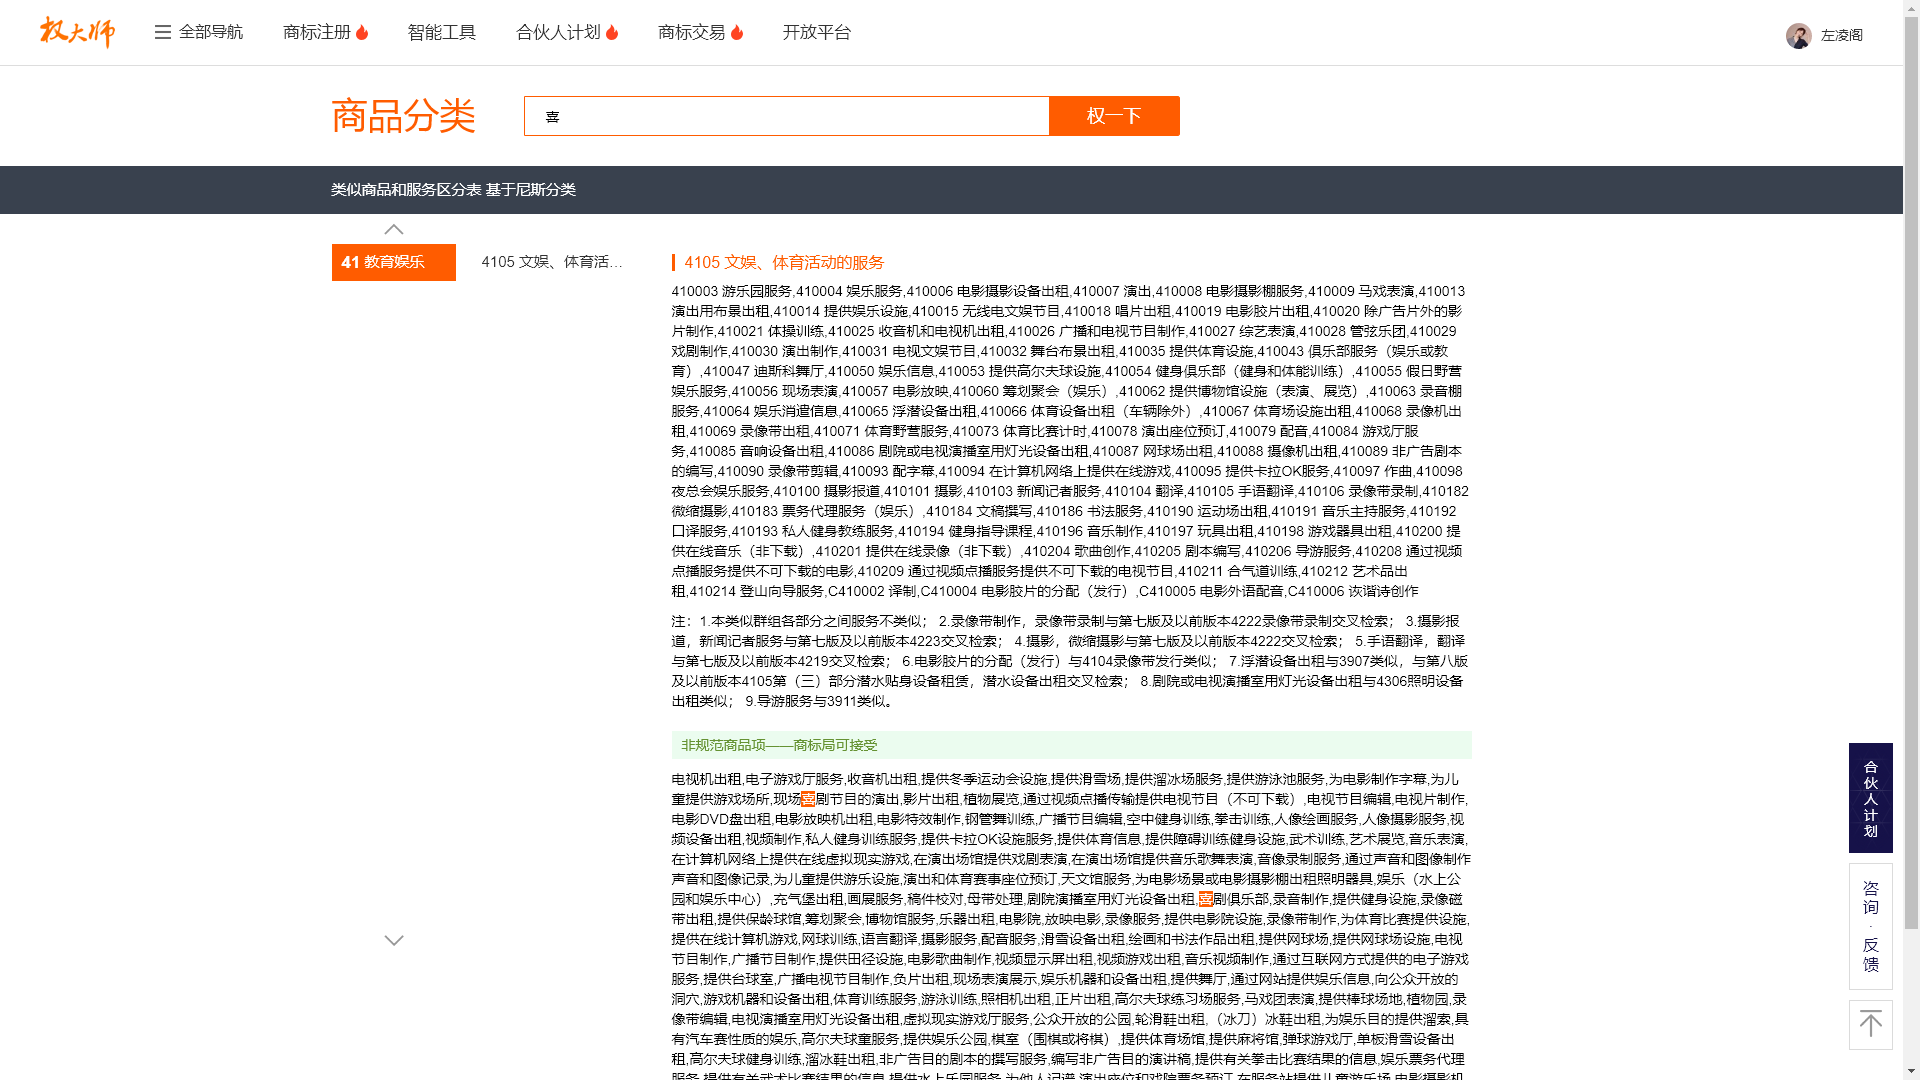 权大师
全部导航
商标注册
智能工具
合伙人计划
商标交易
开放平台
左凌阁
商品分类
喜
权一下
类似商品和服务区分表 基于尼斯分类
41 教育娱乐
4105 文娱、体育活...
4105 文娱、体育活动的服务
410003 游乐园服务,410004 娱乐服务,410006 电影摄影设备出租,410007 演出,410008 电影摄影棚服务,410009 马戏表演,410013
演出用布景出租,410014 提供娱乐设施,410015 无线电文娱节目,410018 唱片出租,410019 电影胶片出租,410020 除广告片外的影
片制作,410021 体操训练,410025 收音机和电视机出租,410026 广播和电视节目制作,410027 综艺表演,410028 管弦乐团,410029
戏剧制作,410030 演出制作,410031 电视文娱节目,410032 舞台布景出租,410035 提供体育设施,410043 俱乐部服务（娱乐或教
育）,410047 迪斯科舞厅,410050 娱乐信息,410053 提供高尔夫球设施,410054 健身俱乐部（健身和体能训练）,410055 假日野营
娱乐服务,410056 现场表演,410057 电影放映,410060 筹划聚会（娱乐）,410062 提供博物馆设施（表演、展览）,410063 录音棚
服务,410064 娱乐消遣信息,410065 浮潜设备出租,410066 体育设备出租（车辆除外）,410067 体育场设施出租,410068 录像机出
租,410069 录像带出租,410071 体育野营服务,410073 体育比赛计时,410078 演出座位预订,410079 配音,410084 游戏厅服
务,410085 音响设备出租,410086 剧院或电视演播室用灯光设备出租,410087 网球场出租,410088 摄像机出租,410089 非广告剧本
的编写,410090 录像带剪辑,410093 配字幕,410094 在计算机网络上提供在线游戏,410095 提供卡拉OK服务,410097 作曲,410098
夜总会娱乐服务,410100 摄影报道,410101 摄影,410103 新闻记者服务,410104 翻译,410105 手语翻译,410106 录像带录制,410182
微缩摄影,410183 票务代理服务（娱乐）,410184 文稿撰写,410186 书法服务,410190 运动场出租,410191 音乐主持服务,410192
口译服务,410193 私人健身教练服务,410194 健身指导课程,410196 音乐制作,410197 玩具出租,410198 游戏器具出租,410200 提
供在线音乐（非下载）,410201 提供在线录像（非下载）,410204 歌曲创作,410205 剧本编写,410206 导游服务,410208 通过视频
点播服务提供不可下载的电影,410209 通过视频点播服务提供不可下载的电视节目,410211 合气道训练,410212 艺术品出
租,410214 登山向导服务,C410002 译制,C410004 电影胶片的分配（发行）,C410005 电影外语配音,C410006 诙谐诗创作
注：1.本类似群组各部分之间服务不类似； 2.录像带制作，录像带录制与第七版及以前版本4222录像带录制交叉检索； 3.摄影报
道，新闻记者服务与第七版及以前版本4223交叉检索； 4.摄影，微缩摄影与第七版及以前版本4222交叉检索； 5.手语翻译，翻译
与第七版及以前版本4219交叉检索； 6.电影胶片的分配（发行）与4104录像带发行类似； 7.浮潜设备出租与3907类似，与第八版
及以前版本4105第（三）部分潜水贴身设备租赁，潜水设备出租交叉检索； 8.剧院或电视演播室用灯光设备出租与4306照明设备
出租类似； 9.导游服务与3911类似。
非规范商品项——商标局可接受
电视机出租,电子游戏厅服务,收音机出租,提供冬季运动会设施,提供滑雪场,提供溜冰场服务,提供游泳池服务,为电影制作字幕,为儿
童提供游戏场所,现场喜剧节目的演出,影片出租,植物展览,通过视频点播传输提供电视节目（不可下载）,电视节目编辑,电视片制作,
电影DVD盘出租,电影放映机出租,电影特效制作,钢管舞训练,广播节目编辑,空中健身训练,拳击训练,人像绘画服务,人像摄影服务,视
频设备出租,视频制作,私人健身训练服务,提供卡拉OK设施服务,提供体育信息,提供障碍训练健身设施,武术训练,艺术展览,音乐表演,
在计算机网络上提供在线虚拟现实游戏,在演出场馆提供戏剧表演,在演出场馆提供音乐歌舞表演,音像录制服务,通过声音和图像制作
声音和图像记录,为儿童提供游乐设施,演出和体育赛事座位预订,天文馆服务,为电影场景或电影摄影棚出租照明器具,娱乐（水上公
园和娱乐中心）,充气堡出租,画展服务,稿件校对,母带处理,剧院演播室用灯光设备出租,喜剧俱乐部,录音制作,提供健身设施,录像磁
带出租,提供保龄球馆,筹划聚会,博物馆服务,乐器出租,电影院,放映电影,录像服务,提供电影院设施,录像带制作,为体育比赛提供设施,
提供在线计算机游戏,网球训练,语言翻译,摄影服务,配音服务,滑雪设备出租,绘画和书法作品出租,提供网球场,提供网球场设施,电视
节目制作,广播节目制作,提供田径设施,电影歌曲制作,视频显示屏出租,视频游戏出租,音乐视频制作,通过互联网方式提供的电子游戏
服务,提供台球室,广播电视节目制作,负片出租,现场表演展示,娱乐机器和设备出租,提供舞厅,通过网站提供娱乐信息,向公众开放的
洞穴,游戏机器和设备出租,体育训练服务,游泳训练,照相机出租,正片出租,高尔夫球练习场服务,马戏团表演,提供棒球场地,植物园,录
像带编辑,电视演播室用灯光设备出租,虚拟现实游戏厅服务,公众开放的公园,轮滑鞋出租,（冰刀）冰鞋出租,为娱乐目的提供溜索,具
有汽车赛性质的娱乐,高尔夫球童服务,提供娱乐公园,棋室（围棋或将棋）,提供体育场馆,提供麻将馆,弹球游戏厅,单板滑雪设备出
租,高尔夫球健身训练,溜冰鞋出租,非广告目的剧本的撰写服务,编写非广告目的演讲稿,提供有关拳击比赛结果的信息,娱乐票务代理
服务,提供有关武术比赛结果的信息,提供水上乐园服务,为他人记谱,演出座位和戏院票务预订,在服务站提供儿童游乐场,电影摄影机
合伙人计划
咨询·反馈